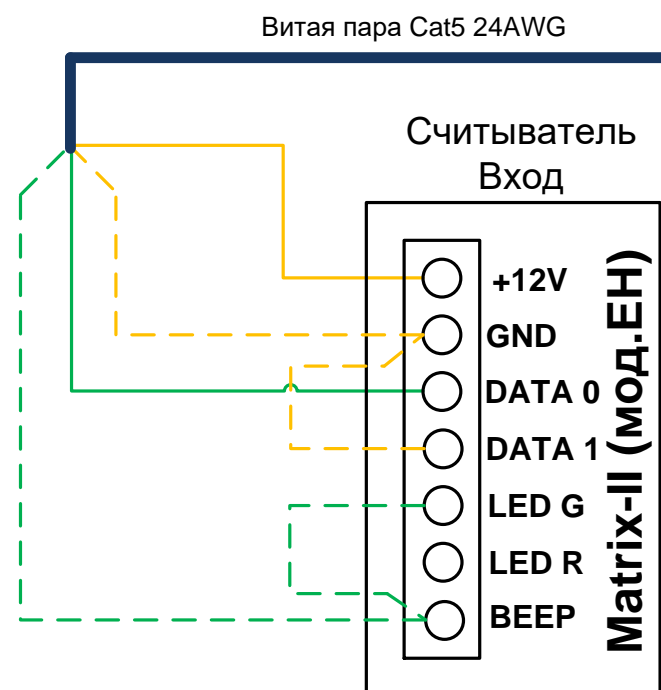 Витая пара Cat5 24AWG
Считыватель
Вход
+12V
GND
DATA 0
DATA 1
LED G
LED R
BEEP
Matrix-II (мод.EH)